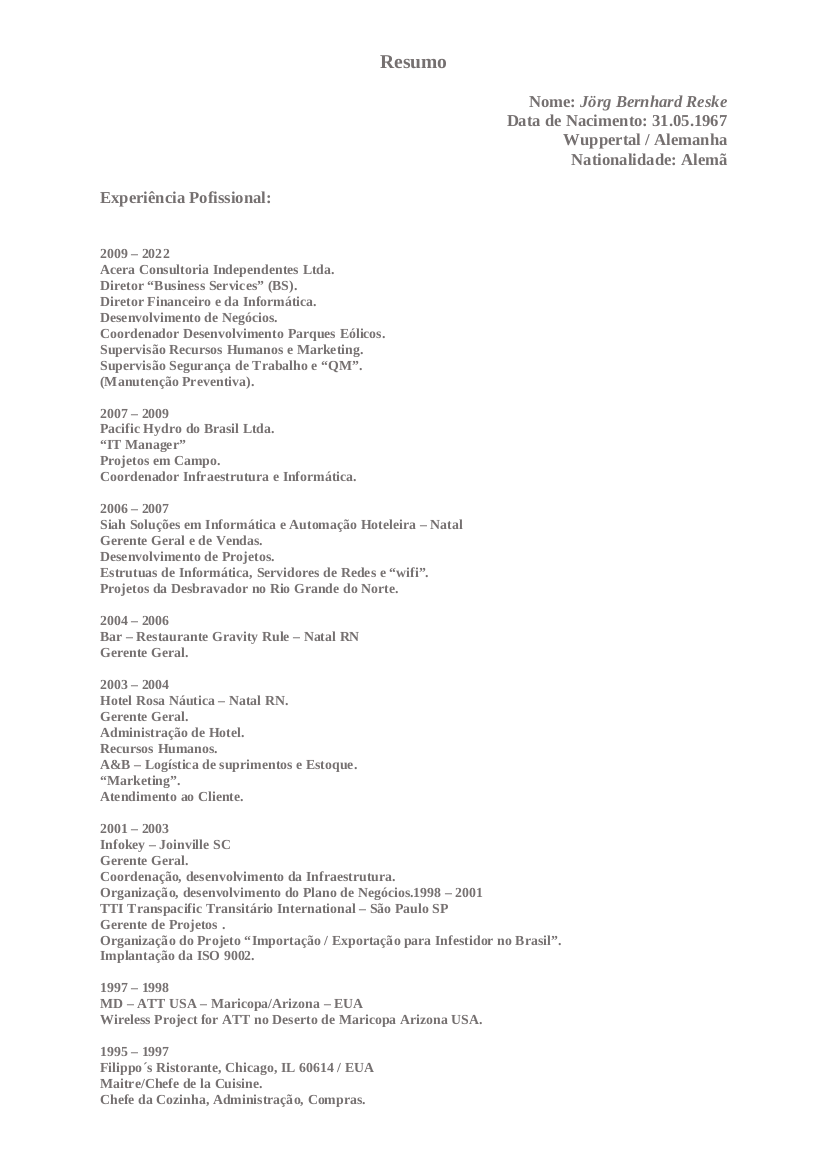 Resumo
Nome: Jörg Bernhard Reske
Data de Nacimento: 31.05.1967
Wuppertal / Alemanha
Nationalidade: Alemã
Experiência Pofissional:
2009 – 2022
Acera Consultoria Independentes Ltda.
Diretor “Business Services” (BS).
Diretor Financeiro e da Informática.
Desenvolvimento de Negócios.
Coordenador Desenvolvimento Parques Eólicos.
Supervisão Recursos Humanos e Marketing.
Supervisão Segurança de Trabalho e “QM”.
(Manutenção Preventiva).
2007 – 2009
Pacific Hydro do Brasil Ltda.
“IT Manager”
Projetos em Campo.
Coordenador Infraestrutura e Informática.
2006 – 2007
Siah Soluções em Informática e Automação Hoteleira – Natal
Gerente Geral e de Vendas.
Desenvolvimento de Projetos.
Estrutuas de Informática, Servidores de Redes e “wifi”.
Projetos da Desbravador no Rio Grande do Norte.
2004 – 2006
Bar – Restaurante Gravity Rule – Natal RN
Gerente Geral.
2003 – 2004
Hotel Rosa Náutica – Natal RN.
Gerente Geral.
Administração de Hotel.
Recursos Humanos.
A&B – Logística de suprimentos e Estoque.
“Marketing”.
Atendimento ao Cliente.
2001 – 2003
Infokey – Joinville SC
Gerente Geral.
Coordenação, desenvolvimento da Infraestrutura.
Organização, desenvolvimento do Plano de Negócios.1998 – 2001
TTI Transpacific Transitário International – São Paulo SP
Gerente de Projetos .
Organização do Projeto “Importação / Exportação para Infestidor no Brasil”.
Implantação da ISO 9002.
1997 – 1998
MD – ATT USA – Maricopa/Arizona – EUA
Wireless Project for ATT no Deserto de Maricopa Arizona USA.
1995 – 1997
Filippo´s Ristorante, Chicago, IL 60614 / EUA
Maitre/Chefe de la Cuisine.
Chefe da Cozinha, Administração, Compras.